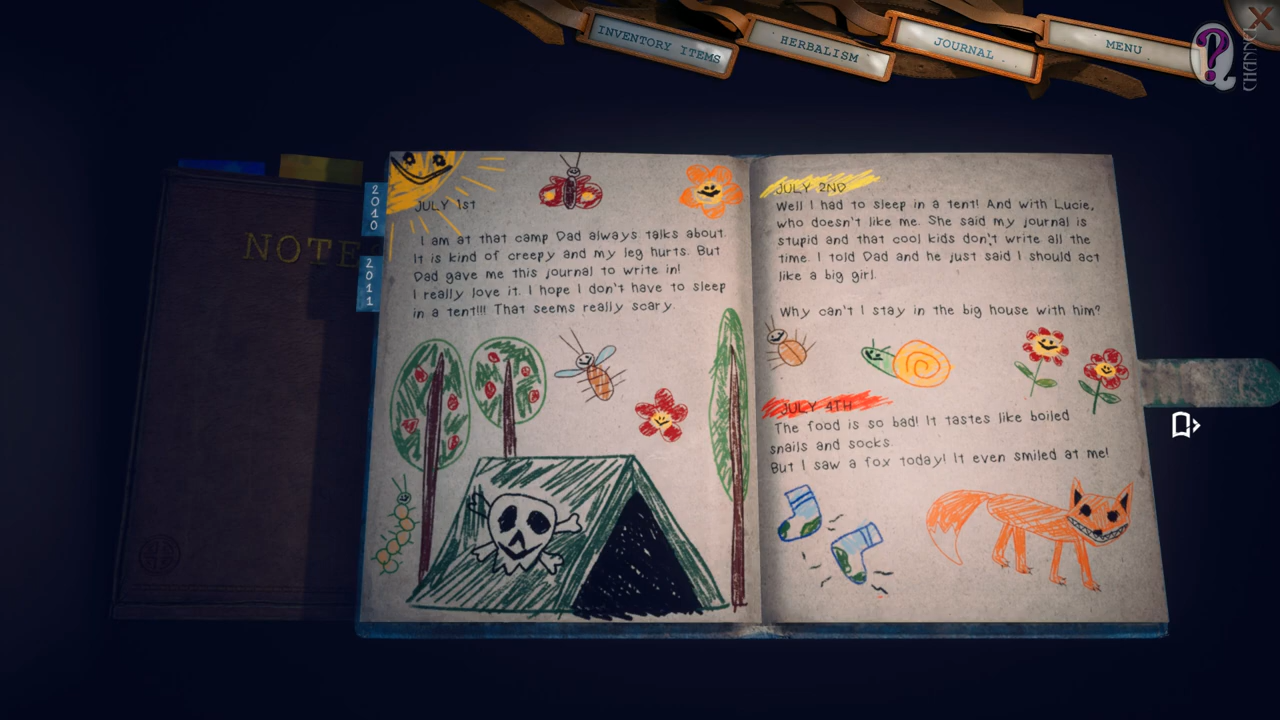 INVENTORY ITEMS
HERBALISM
JOURNAL
MENU
CHANNEL
NOTE
2010
2011
JULY 1st
I am at that camp Dad always talks about.
It is kind of creepy and my leg hurts. But
Dad gave me this journal to write in!
I really love it. I hope I don't have to sleep
in a tent!!! That seems really scary.
JULY 2ND
Well I had to sleep in a tent! And with Lucie,
who doesn't like me. She said my journal is
stupid and that cool kids don't write all the
time. I told Dad and he just said I should act
like a big girl.
Why can't I stay in the big house with him?
JULY 4TH
The food is so bad! It tastes like boiled
snails and socks.
But I saw a fox today! It even smiled at me!